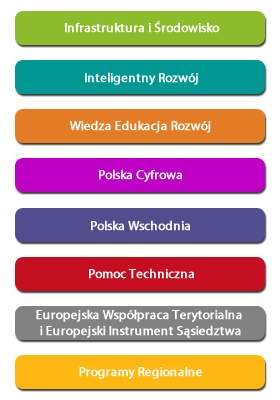 Infrastruktura i Środowisko
Inteligentny Rozwój
Wiedza Edukacja Rozwój
Polska Cyfrowa
Polska Wschodnia
Pomoc Techniczna
Europejska Współpraca Terytorialna
i Europejski Instrument Sąsiedztwa
Programy Regionalne